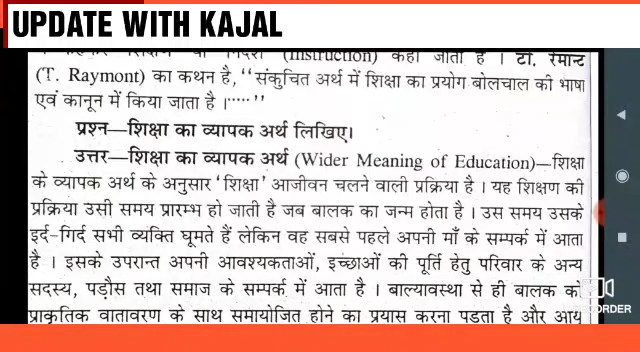 UPDATE WITH KAJAL
(Instruction) कहा जाता है । टी. रेमान्ट
(T. Raymont) का कथन है, ‘‘संकुचित अर्थ में शिक्षा का प्रयोग बोलचाल की भाषा
एवं कानून में किया जाता है ।·····’’
प्रश्न—शिक्षा का व्यापक अर्थ लिखिए।
उत्तर—शिक्षा का व्यापक अर्थ (Wider Meaning of Education)—शिक्षा
के व्यापक अर्थ के अनुसार ‘शिक्षा’ आजीवन चलने वाली प्रक्रिया है । यह शिक्षण की
प्रक्रिया उसी समय प्रारम्भ हो जाती है जब बालक का जन्म होता है । उस समय उसके
इर्द-गिर्द सभी व्यक्ति घूमते हैं लेकिन वह सबसे पहले अपनी माँ के सम्पर्क में आता
है । इसके उपरान्त अपनी आवश्यकताओं, इच्छाओं की पूर्ति हेतु परिवार के अन्य
सदस्य, पड़ौस तथा समाज के सम्पर्क में आता है । बाल्यावस्था से ही बालक को
प्राकृतिक वातावरण के साथ समायोजित होने का प्रयास करना पड़ता है और